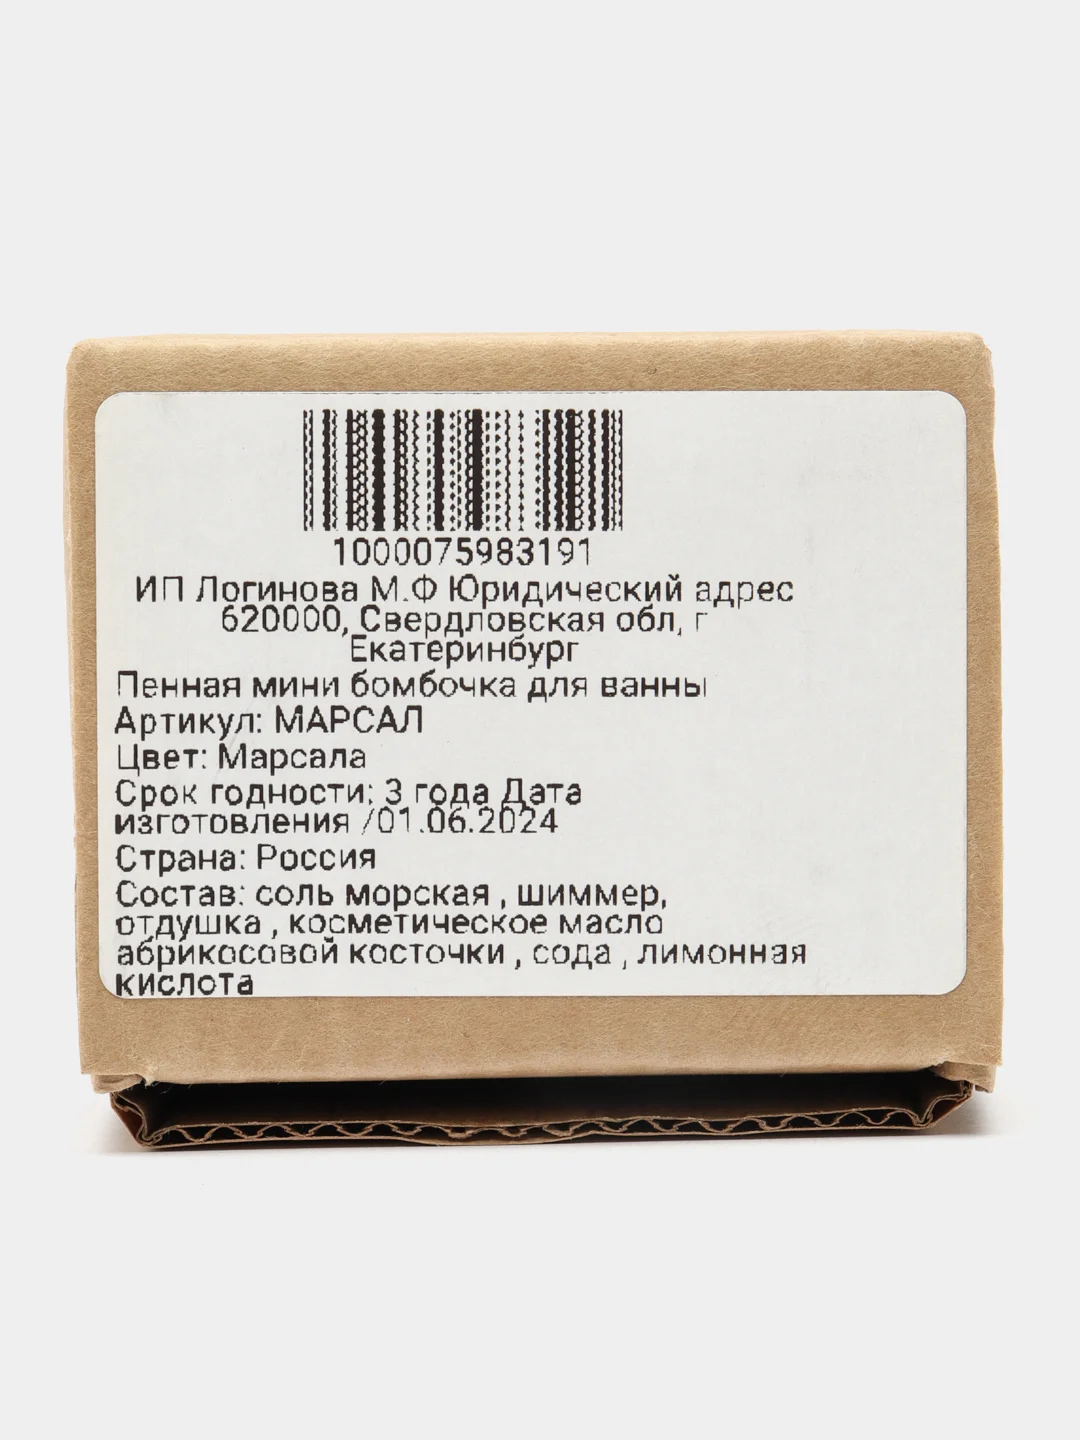 1000075983191
ИП Логинова М.Ф Юридический адрес
620000, Свердловская обл, г
Екатеринбург
Пенная мини бомбочка для ванны
Артикул: МАРСАЛ
Цвет: Марсала
Срок годности: 3 года Дата
изготовления /01.06.2024
Страна: Россия
Состав: соль морская , шиммер,
отдушка , косметическое масло
абрикосовой косточки , сода , лимонная
кислота